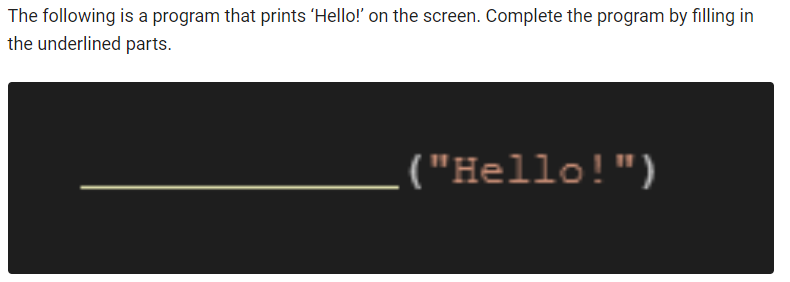 The following is a program that prints ‘Hello!’ on the screen. Complete the program by filling in
the underlined parts.
____________("Hello!")